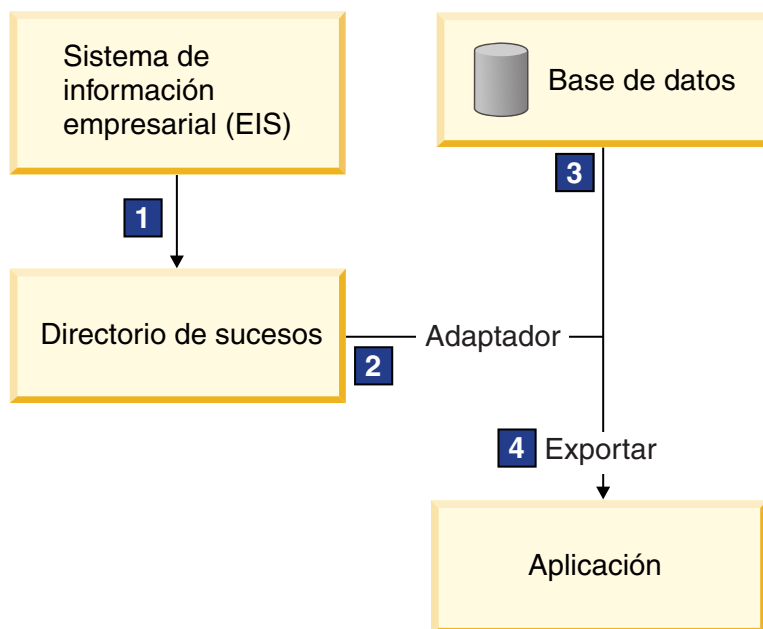 Sistema de
información
empresarial (EIS)
Base de datos
1
3
Directorio de sucesos
Adaptador
2
4 Exportar
Aplicación